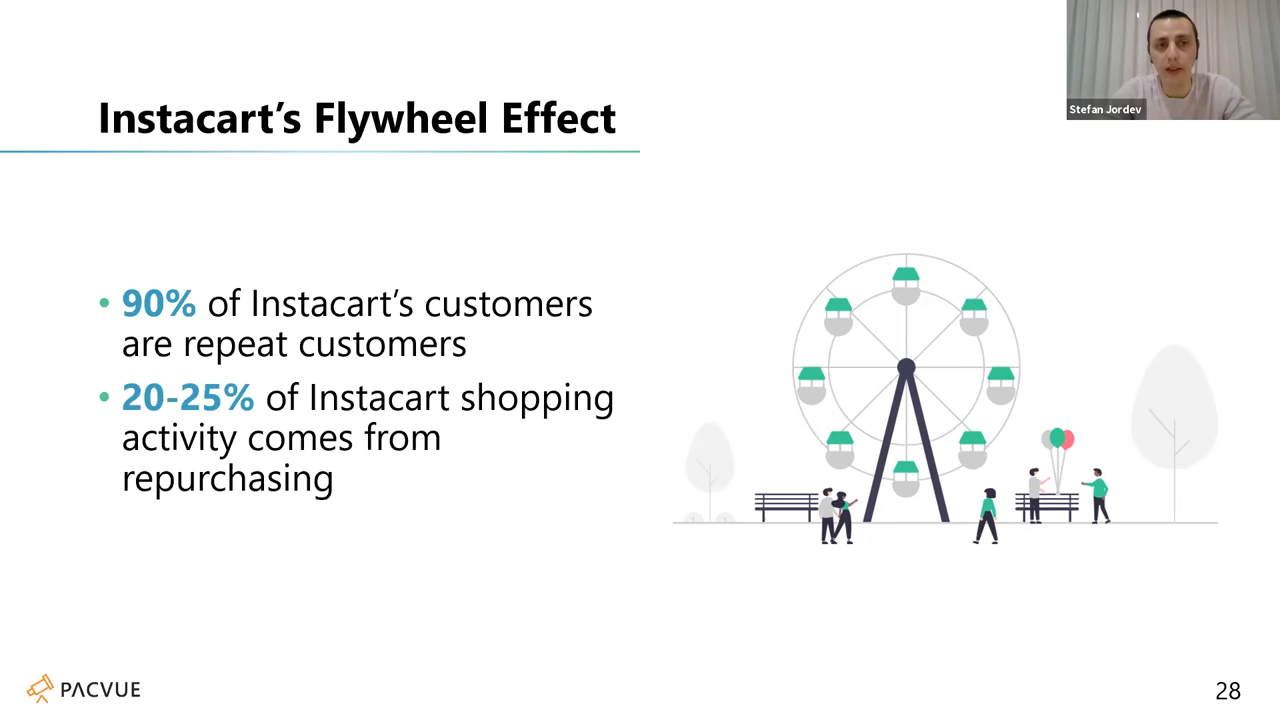 Stefan Jordev
Instacart’s Flywheel Effect
• 90% of Instacart’s customers
are repeat customers
• 20-25% of Instacart shopping
activity comes from
repurchasing
PACVUE
28